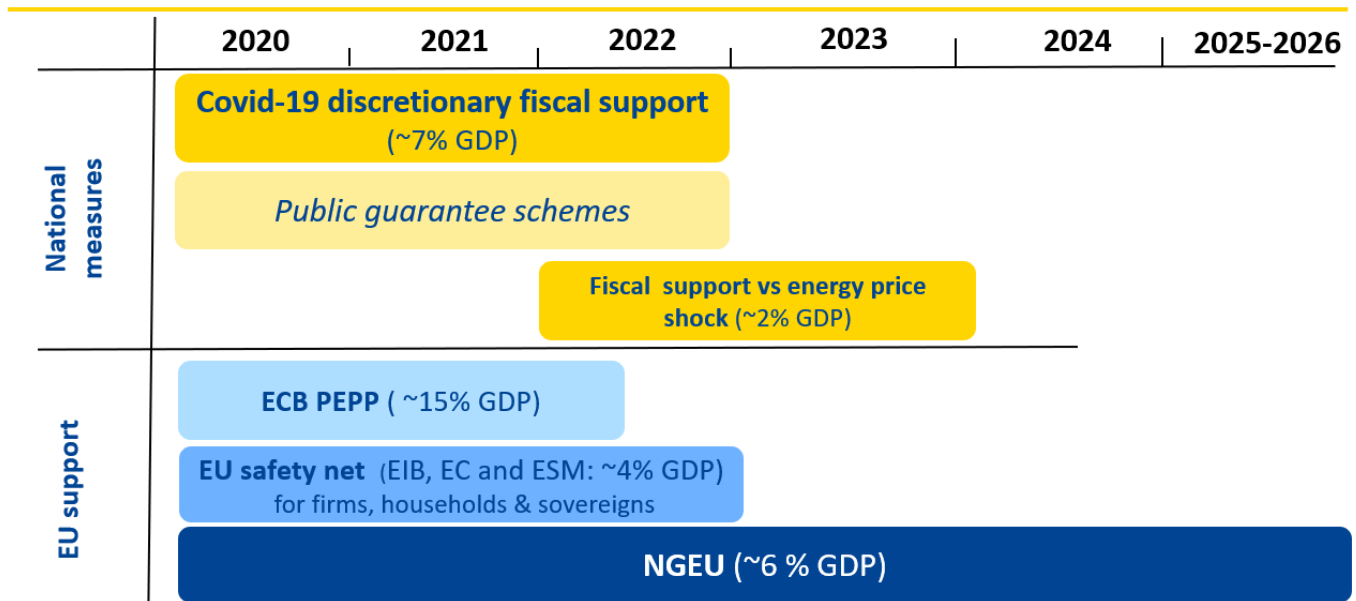 2020 2021 2022 2023 2024 2025-2026
National
measures
Covid-19 discretionary fiscal support
(~7% GDP)
Public guarantee schemes
Fiscal support vs energy price
shock (~2% GDP)
EU support
ECB PEPP ( ~15% GDP)
EU safety net (EIB, EC and ESM: ~4% GDP)
for firms, households & sovereigns
NGEU (~6 % GDP)